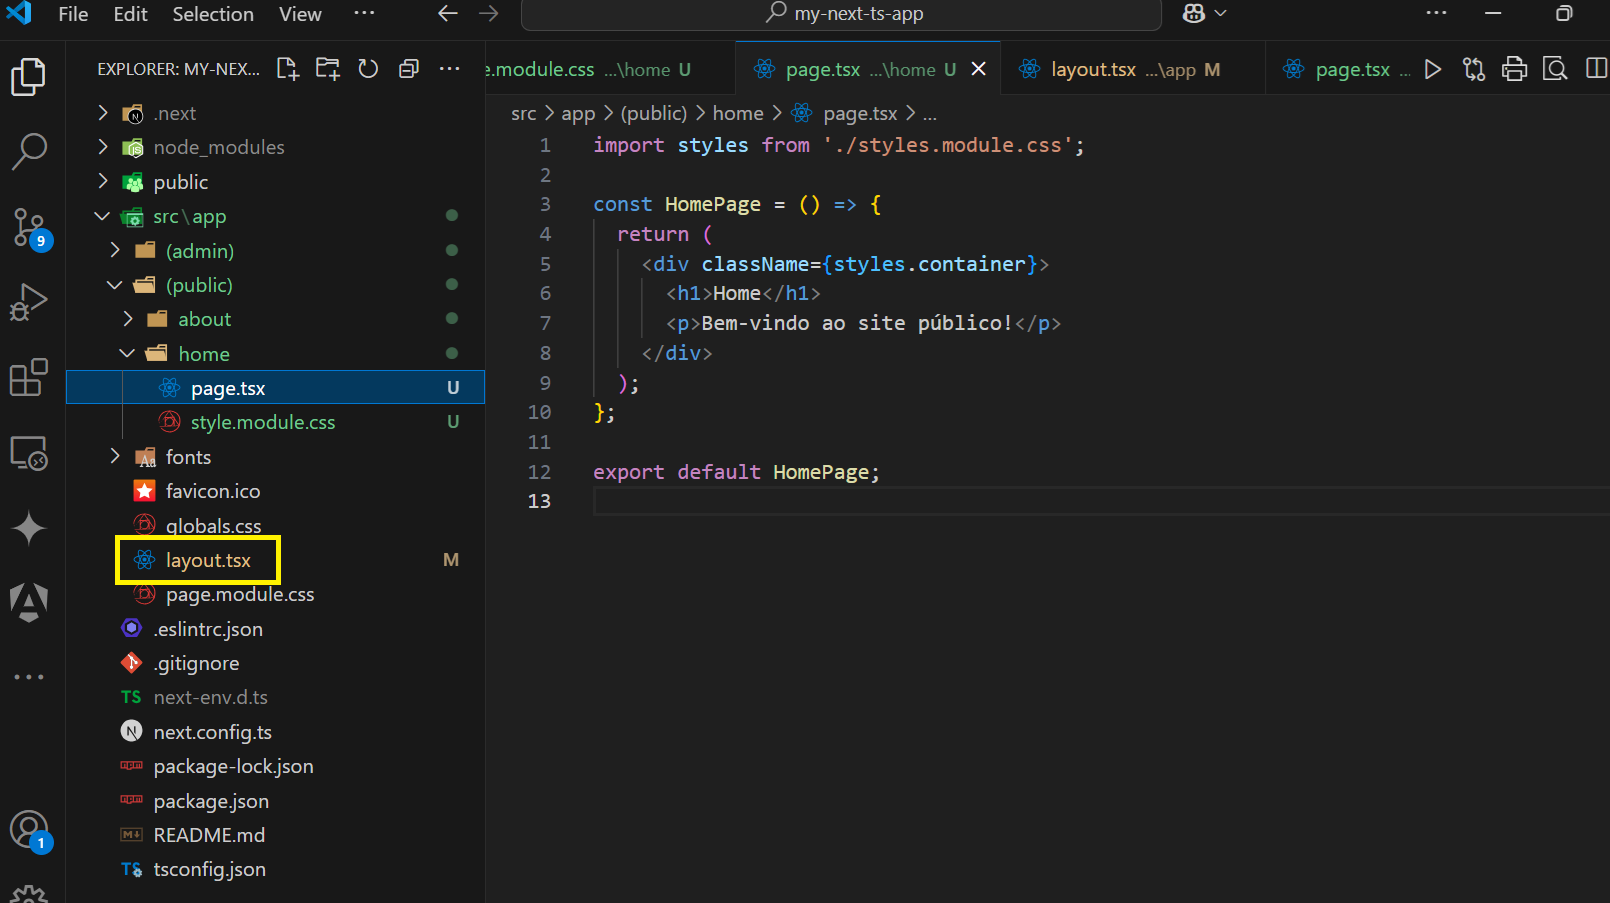 File Edit Selection View ··· my-next-ts-app
EXPLORER: MY-NEX...
.next
node_modules
public
src\app
(admin)
(public)
about
home
page.tsx U
style.module.css U
fonts
favicon.ico
globals.css
layout.tsx M
page.module.css
.eslintrc.json
.gitignore
TS next-env.d.ts
N next.config.ts
package-lock.json
package.json
README.md
TS tsconfig.json
9
1
e.module.css ...\home U page.tsx ...\home U layout.tsx ...\app M page.tsx ...
src > app > (public) > home > page.tsx > ...
1 import styles from './styles.module.css';
2
3 const HomePage = () => {
4 return (
5 <div className={styles.container}>
6 <h1>Home</h1>
7 <p>Bem-vindo ao site público!</p>
8 </div>
9 );
10 };
11
12 export default HomePage;
13